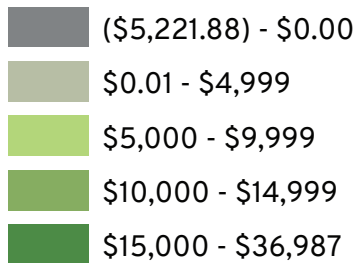 ($5,221.88) - $0.00
$0.01 - $4,999
$5,000 - $9,999
$10,000 - $14,999
$15,000 - $36,987